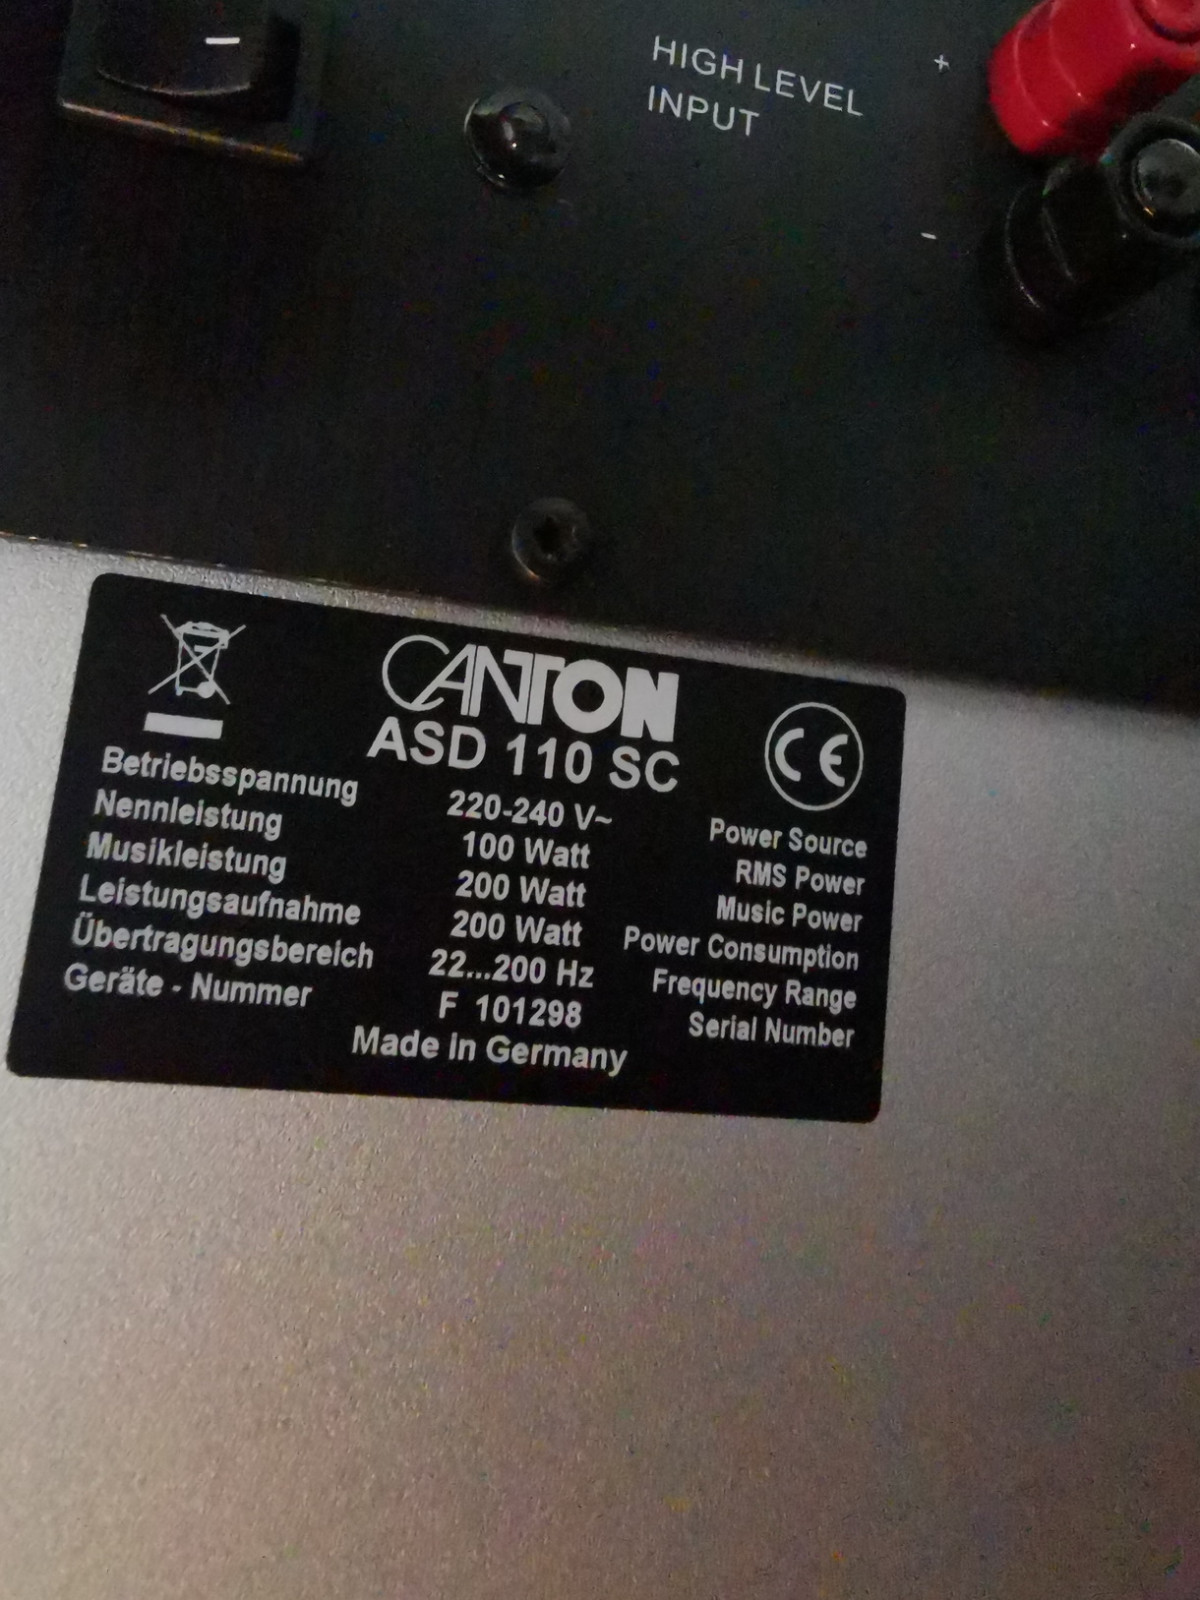 HIGH LEVEL
INPUT
+
-
CANTON
ASD 110 SC
CE
Betriebsspannung 220-240 V~ Power Source
Nennleistung 100 Watt RMS Power
Musikleistung 200 Watt Music Power
Leistungsaufnahme 200 Watt Power Consumption
Übertragungsbereich 22...200 Hz Frequency Range
Geräte - Nummer F 101298 Serial Number
Made in Germany